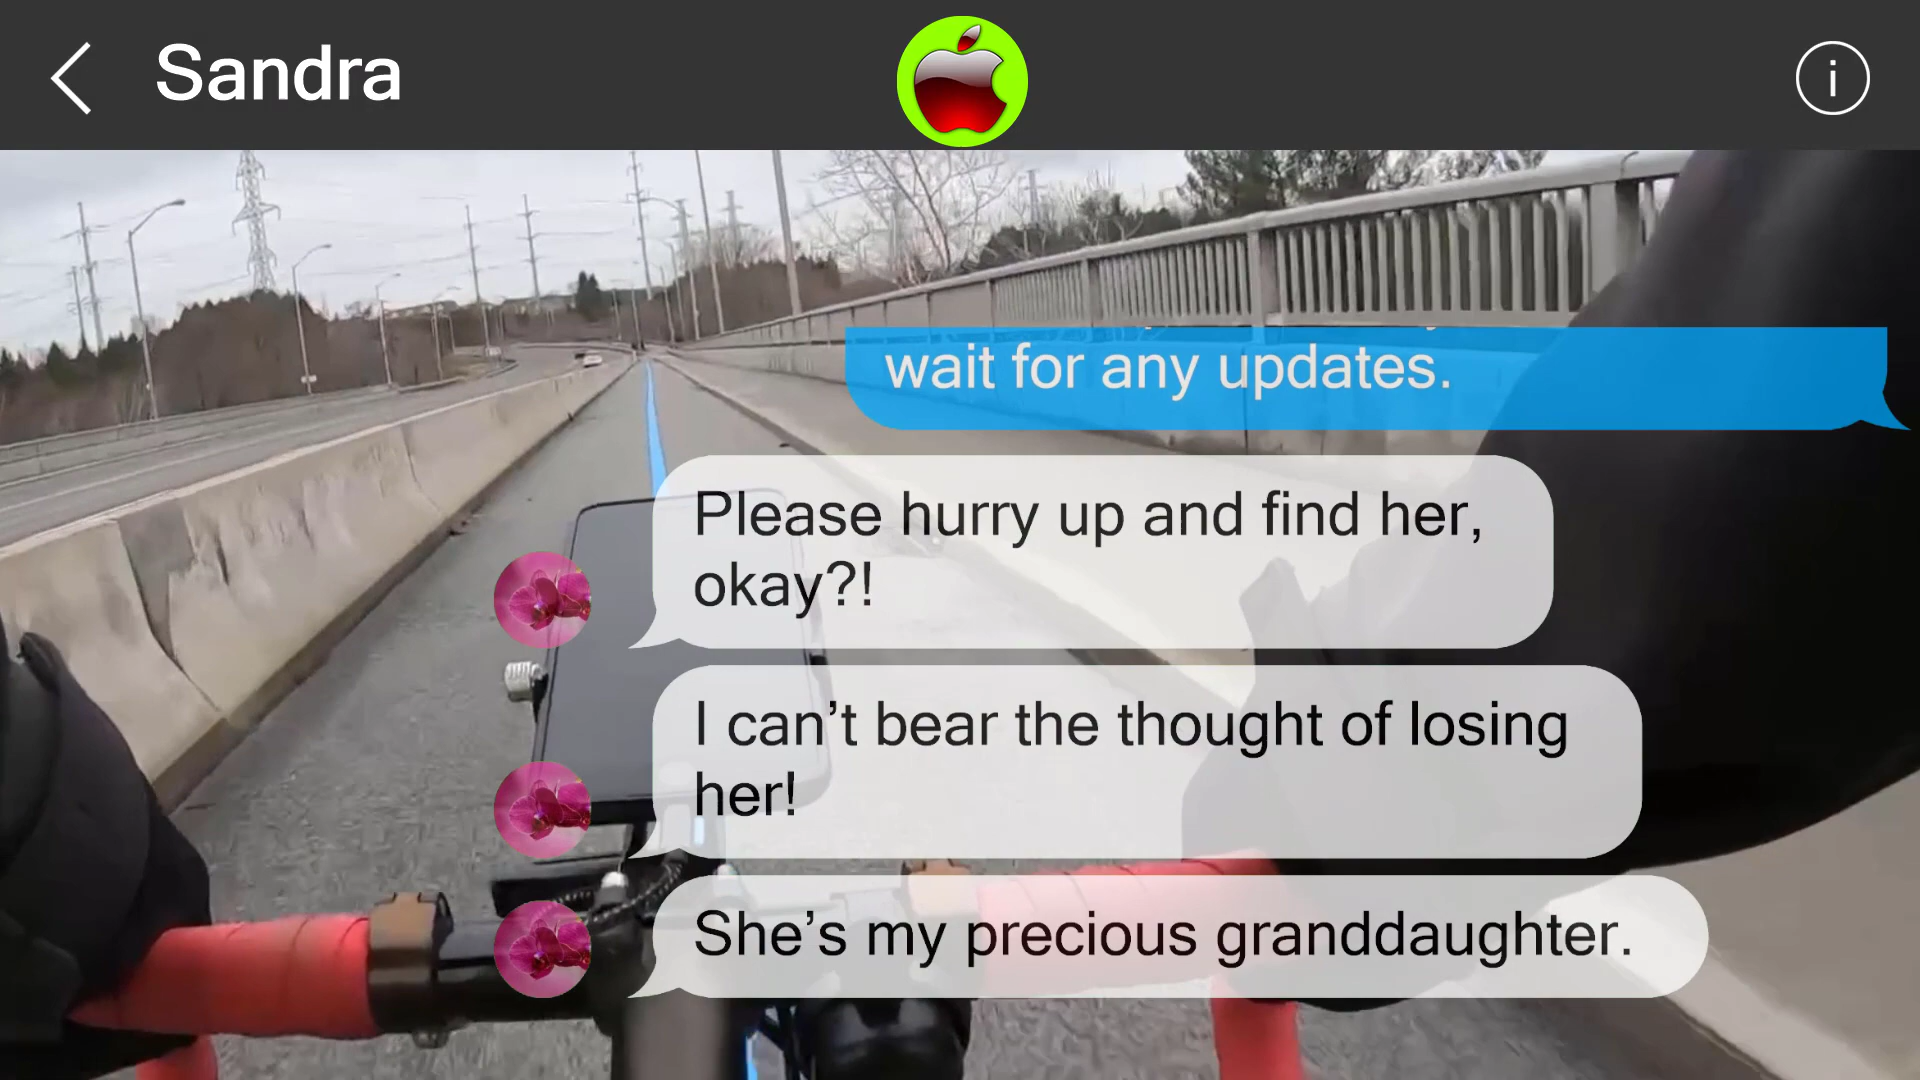 Sandra
wait for any updates.
Please hurry up and find her,
okay?!
I can’t bear the thought of losing
her!
She’s my precious granddaughter.